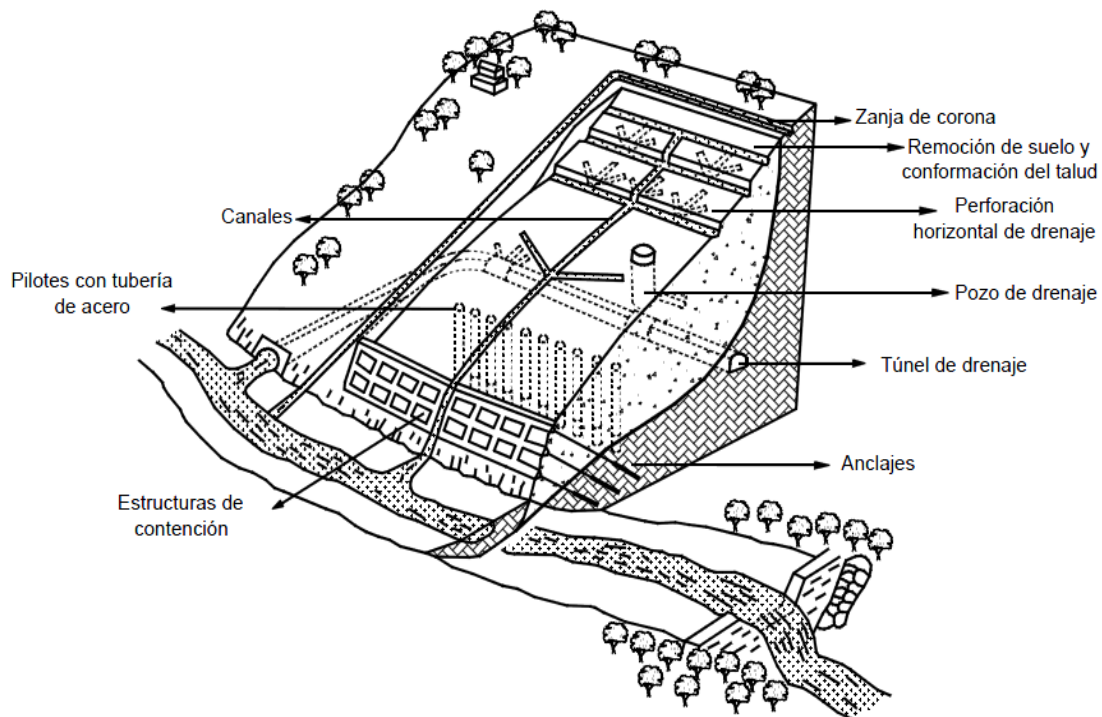 Zanja de corona
Remoción de suelo y
conformación del talud
Canales
Perforación
horizontal de drenaje
Pilotes con tubería
de acero
Pozo de drenaje
Túnel de drenaje
Anclajes
Estructuras de
contención